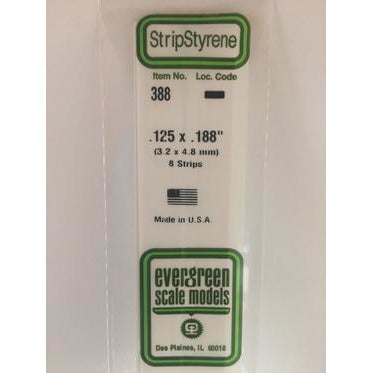 StripStyrene
Item No. Loc. Code
388
.125 x .188"
(3.2 x 4.8 mm)
8 Strips
Made in U.S.A.
evergreen
scale models
Des Plaines, IL 60018